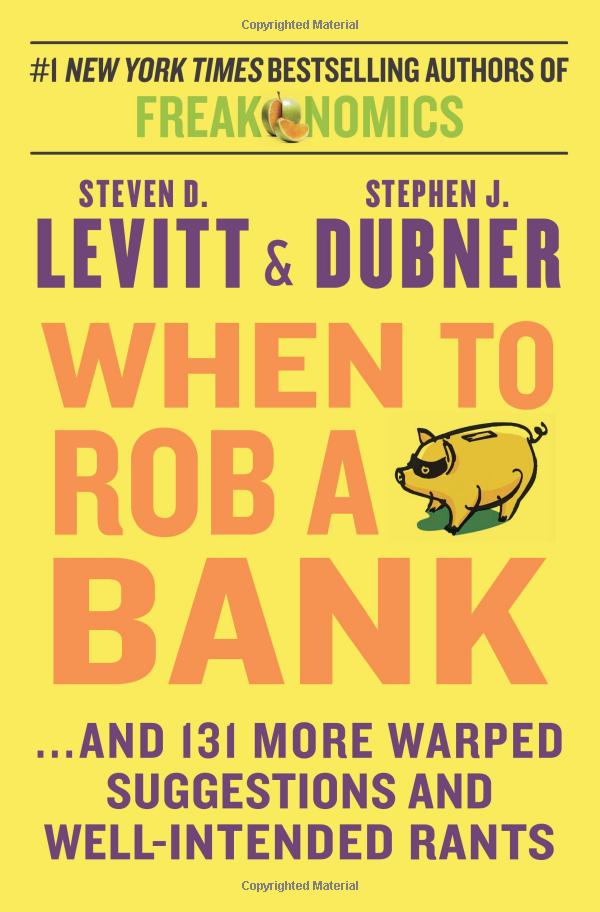 Copyrighted Material
#1 NEW YORK TIMES BESTSELLING AUTHORS OF
FREAKONOMICS
STEVEN D. STEPHEN J.
LEVITT & DUBNER
WHEN TO
ROB A
BANK
...AND 131 MORE WARPED
SUGGESTIONS AND
WELL-INTENDED RANTS
Copyrighted Material